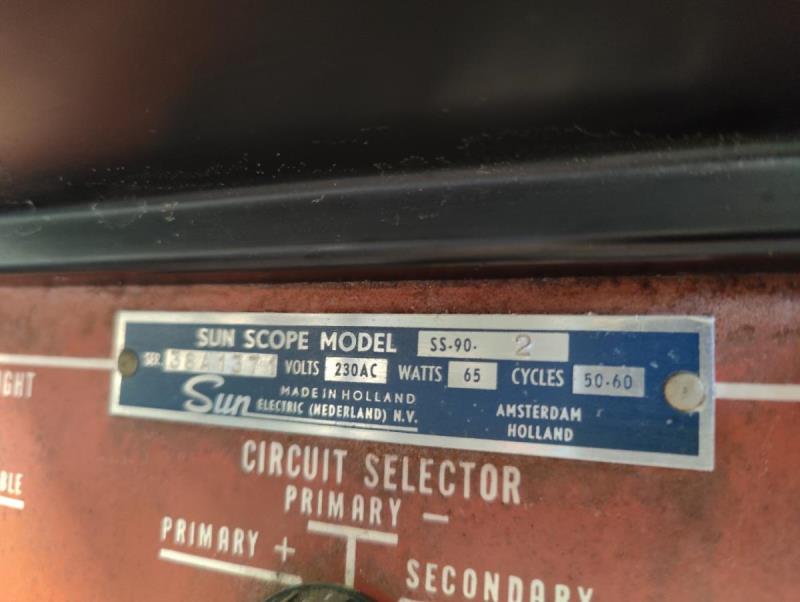 SUN SCOPE MODEL SS-90- 2
SER. VOLTS 230AC WATTS 65 CYCLES 50-60
Sun MADE IN HOLLAND
ELECTRIC (NEDERLAND) N.V.
AMSTERDAM
HOLLAND
CIRCUIT SELECTOR
PRIMARY -
PRIMARY +
SECONDARY